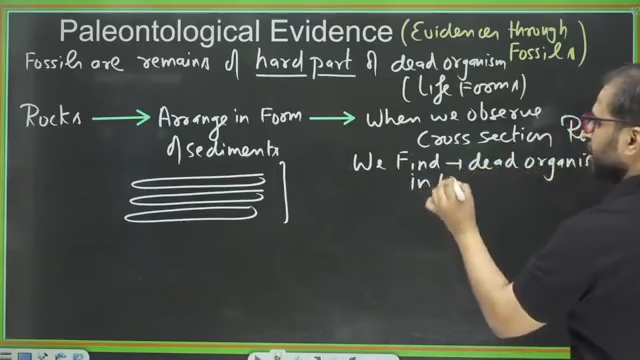 Paleontological Evidence (Evidences through Fossils)
Fossils are remains of hard part of dead organism
(life Forms)
Rocks → Arrange in Form of sediments → When we observe cross section
We Find → dead organis
in